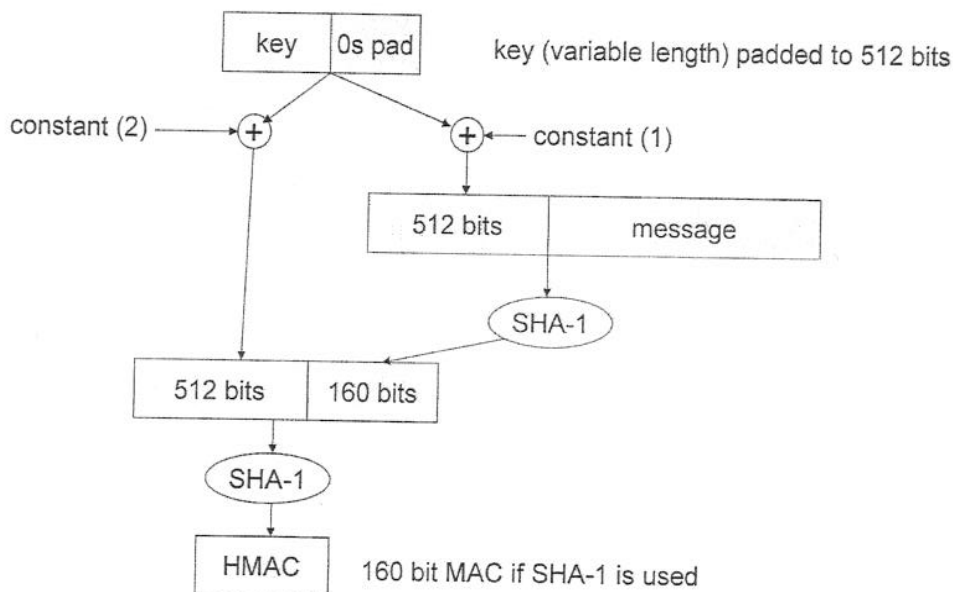 key 0s pad
key (variable length) padded to 512 bits
constant (2)
+
+
constant (1)
512 bits message
SHA-1
512 bits 160 bits
SHA-1
HMAC
160 bit MAC if SHA-1 is used